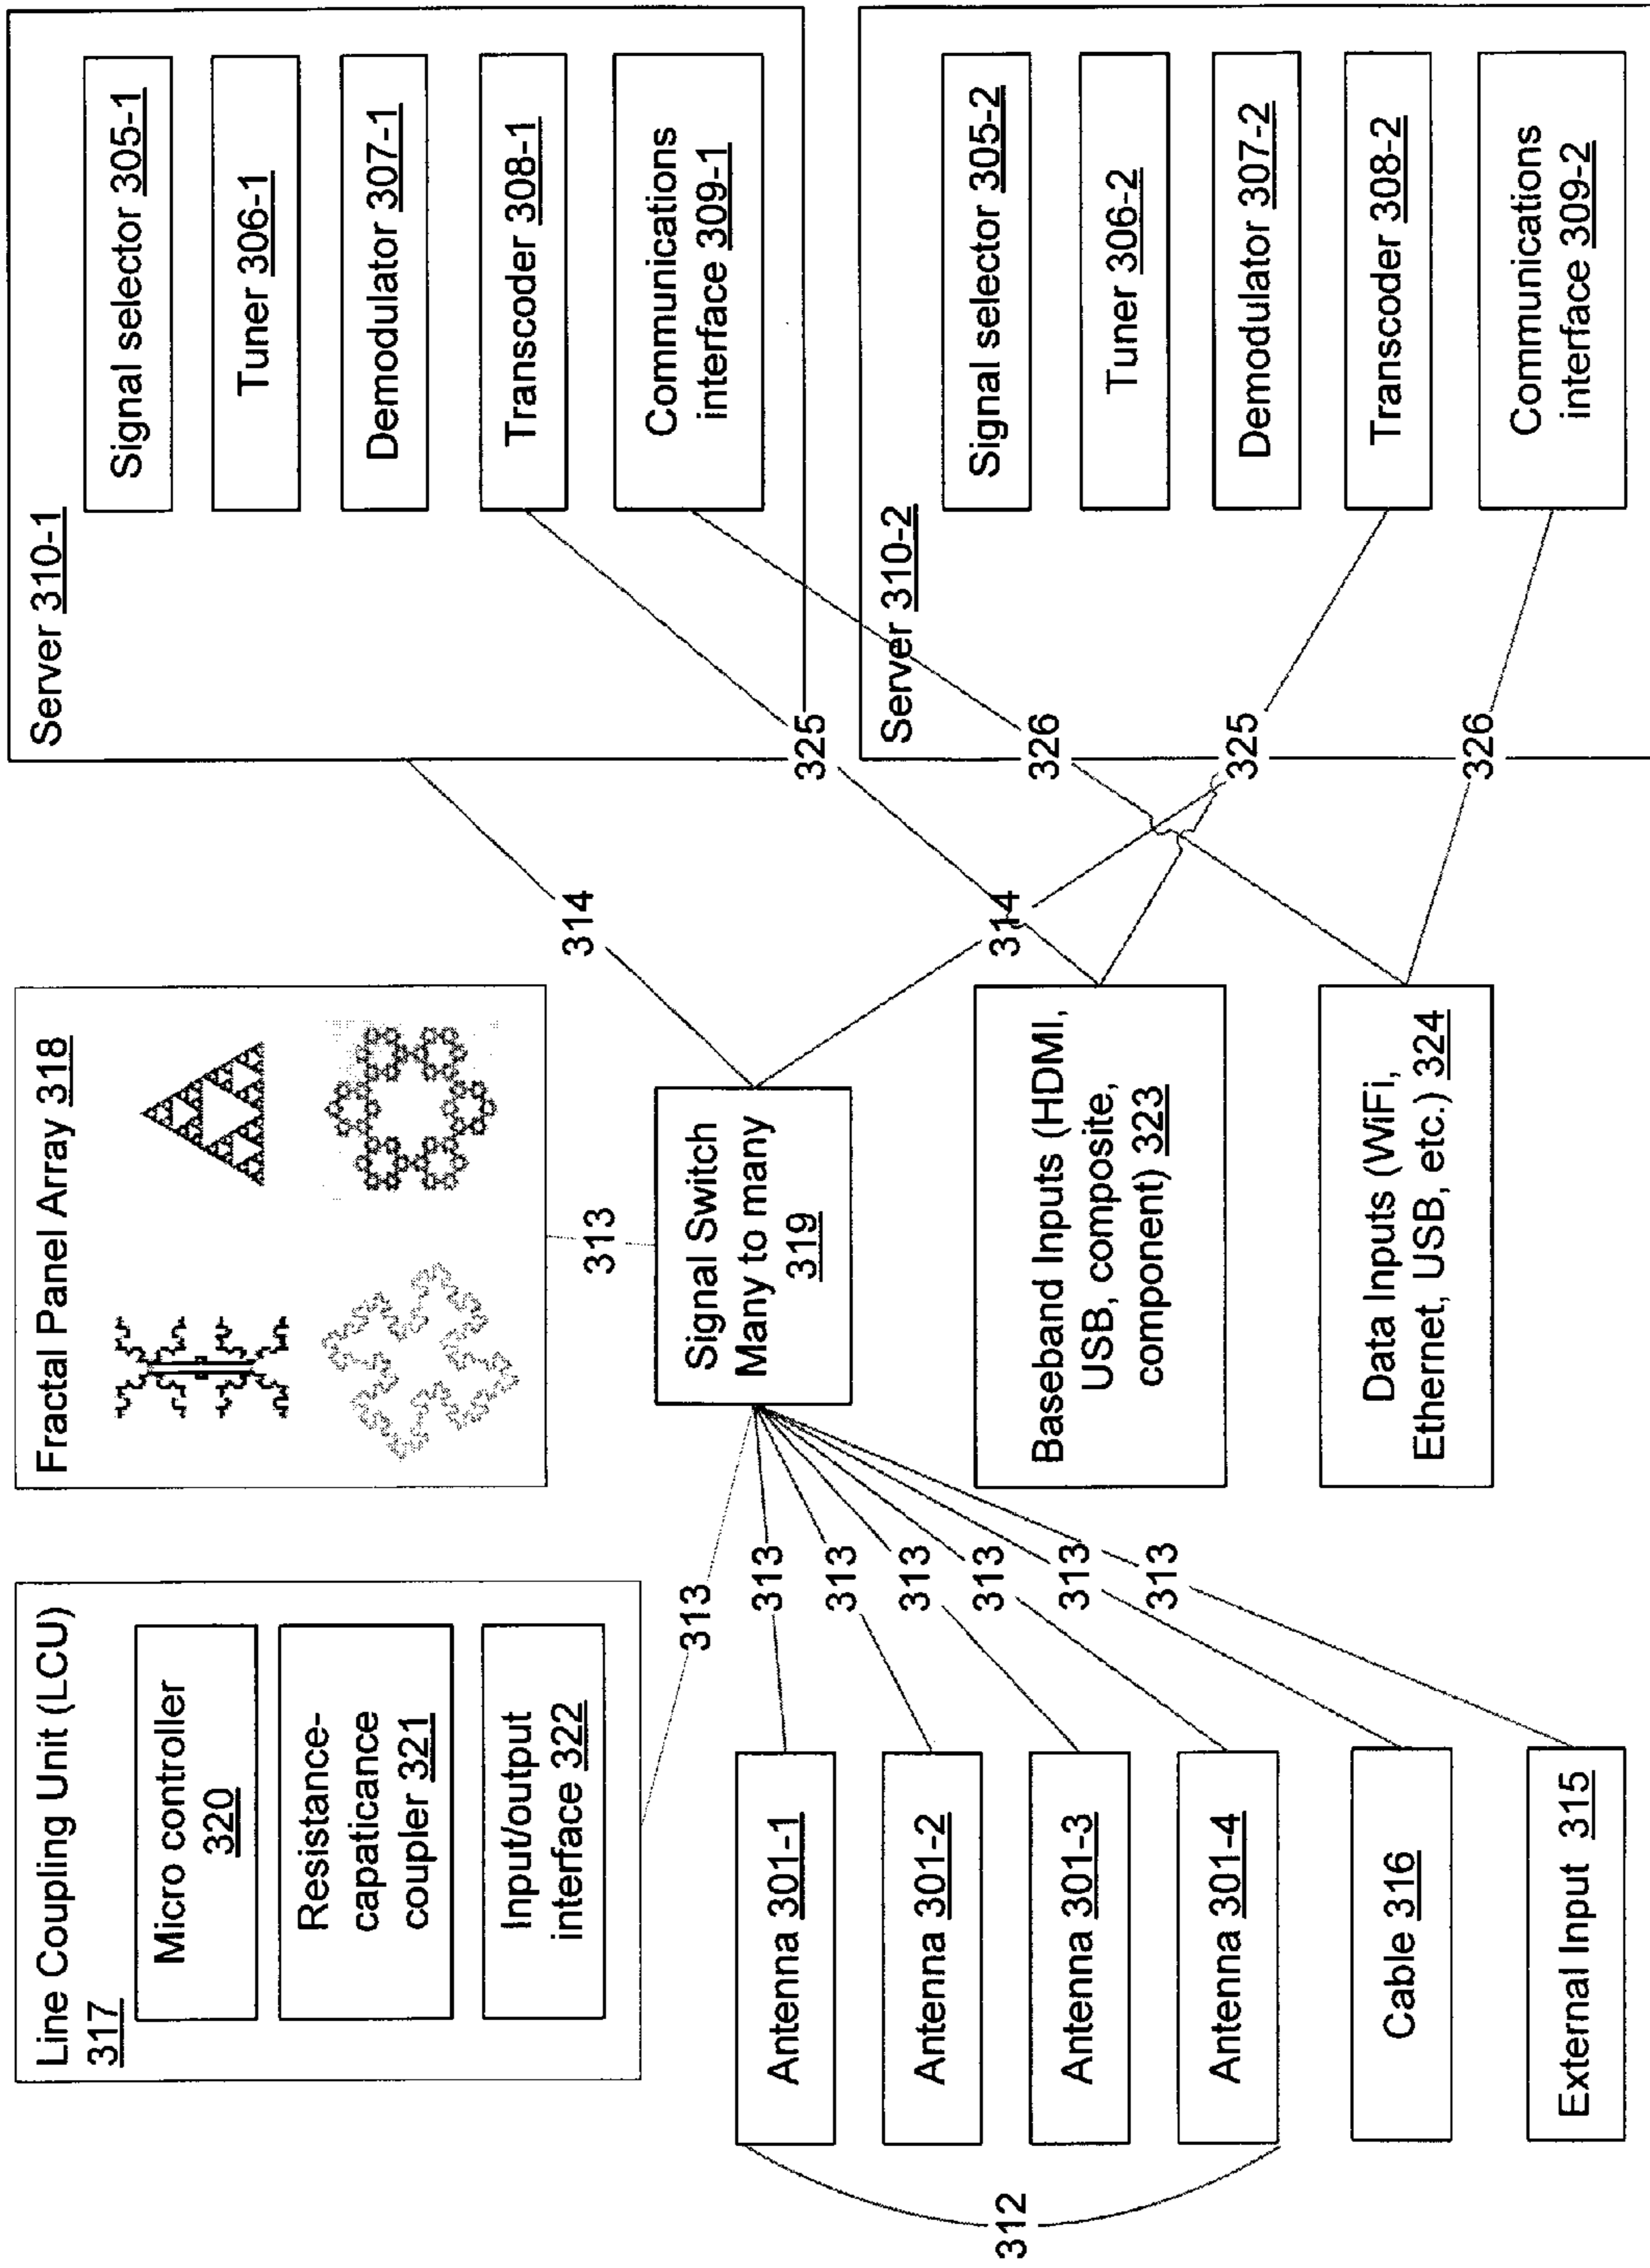 Line Coupling Unit (LCU)
317
Micro controller
320
Resistance-
capaticance
coupler 321
Input/output
interface 322
Fractal Panel Array 318
Server 310-1
Signal selector 305-1
Tuner 306-1
Demodulator 307-1
Transcoder 308-1
Communications
interface 309-1
313
313
313
313
313
313
313
313
314
314
Signal Switch
Many to many
319
Antenna 301-1
Antenna 301-2
Antenna 301-3
Antenna 301-4
Cable 316
External Input 315
312
Baseband Inputs (HDMI,
USB, composite,
component) 323
Data Inputs (WiFi,
Ethernet, USB, etc.) 324
325
326
325
326
Server 310-2
Signal selector 305-2
Tuner 306-2
Demodulator 307-2
Transcoder 308-2
Communications
interface 309-2